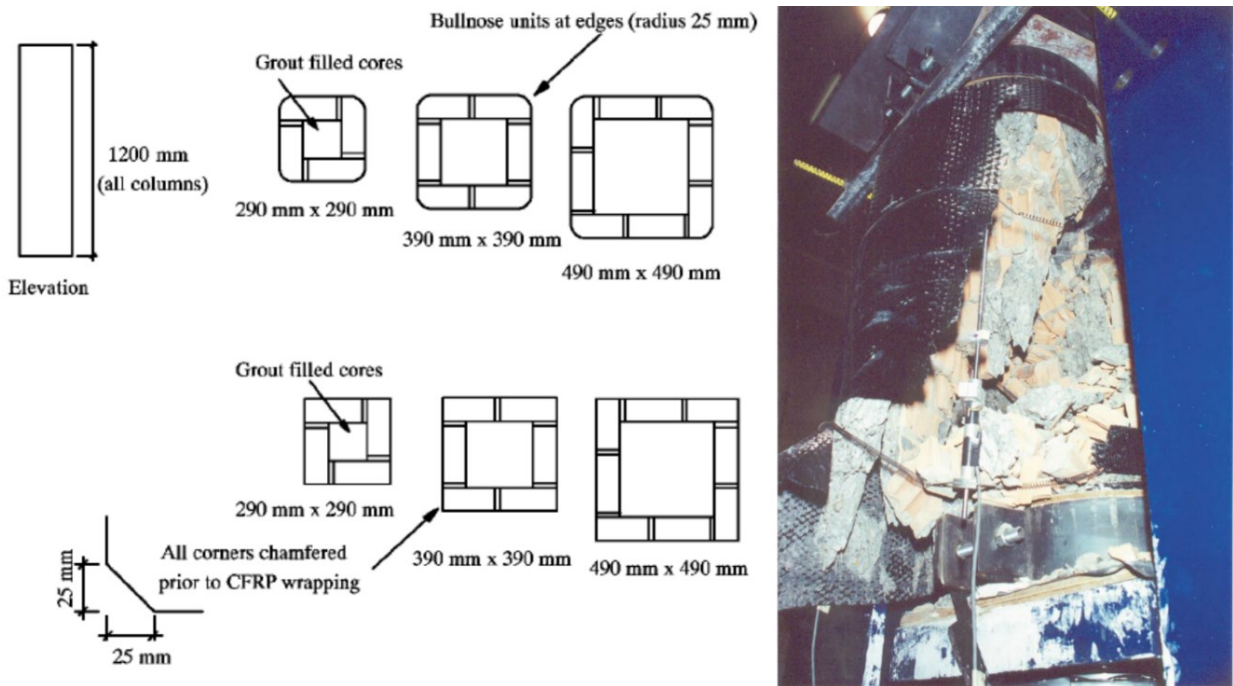 Bullnose units at edges (radius 25 mm)
Grout filled cores
1200 mm
(all columns)
290 mm x 290 mm
390 mm x 390 mm
490 mm x 490 mm
Elevation
Grout filled cores
290 mm x 290 mm
390 mm x 390 mm
490 mm x 490 mm
All corners chamfered
prior to CFRP wrapping
25 mm
25 mm